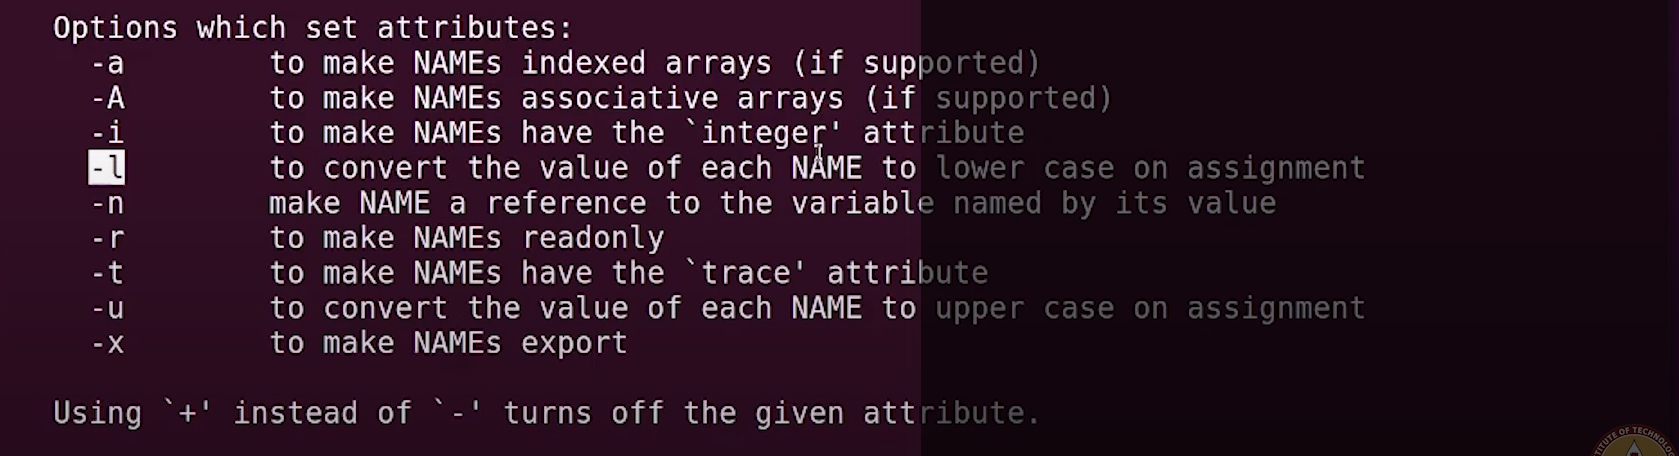 Options which set attributes:
-a to make NAMEs indexed arrays (if supported)
-A to make NAMEs associative arrays (if supported)
-i to make NAMEs have the `integer' attribute
-l to convert the value of each NAME to lower case on assignment
-n make NAME a reference to the variable named by its value
-r to make NAMEs readonly
-t to make NAMEs have the `trace' attribute
-u to convert the value of each NAME to upper case on assignment
-x to make NAMEs export
Using `+' instead of `-' turns off the given attribute.
OF